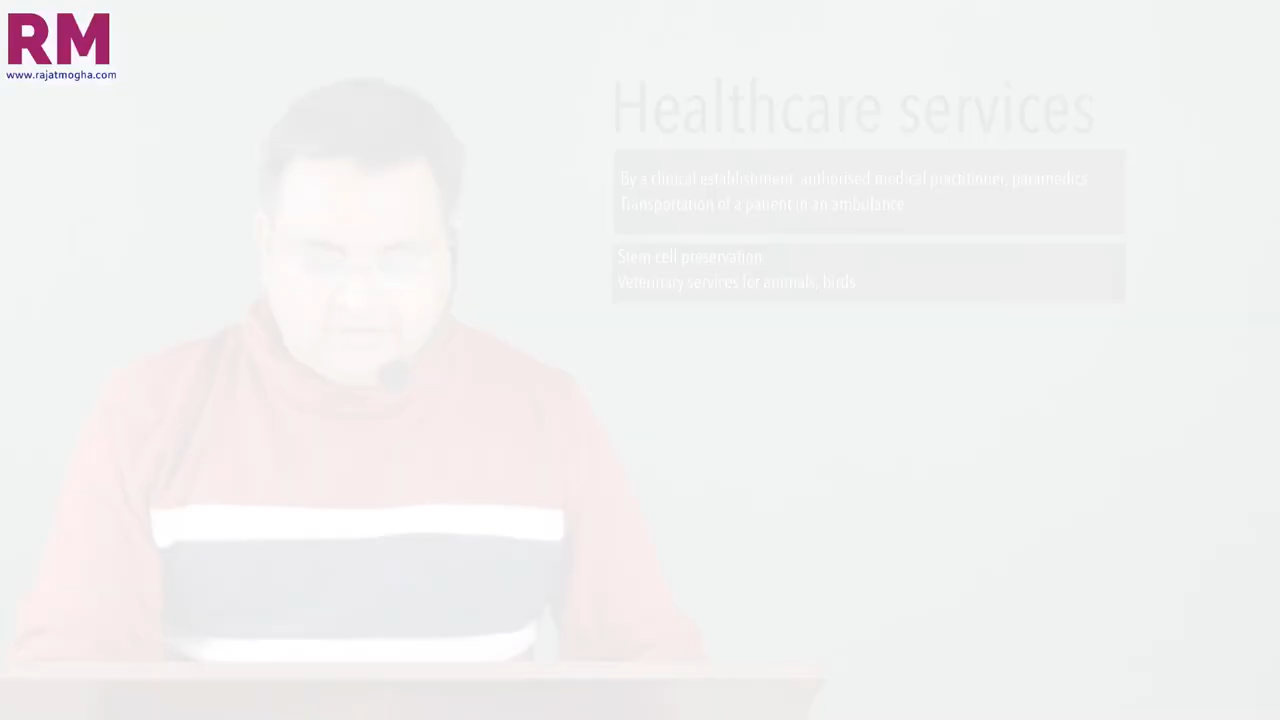 RM
www.rajatmogha.com
Healthcare services
By a clinical establishment, authorised medical practitioner, paramedics
Transportation of a patient in an ambulance
Stem cell preservation
Veterinary services for animals, birds